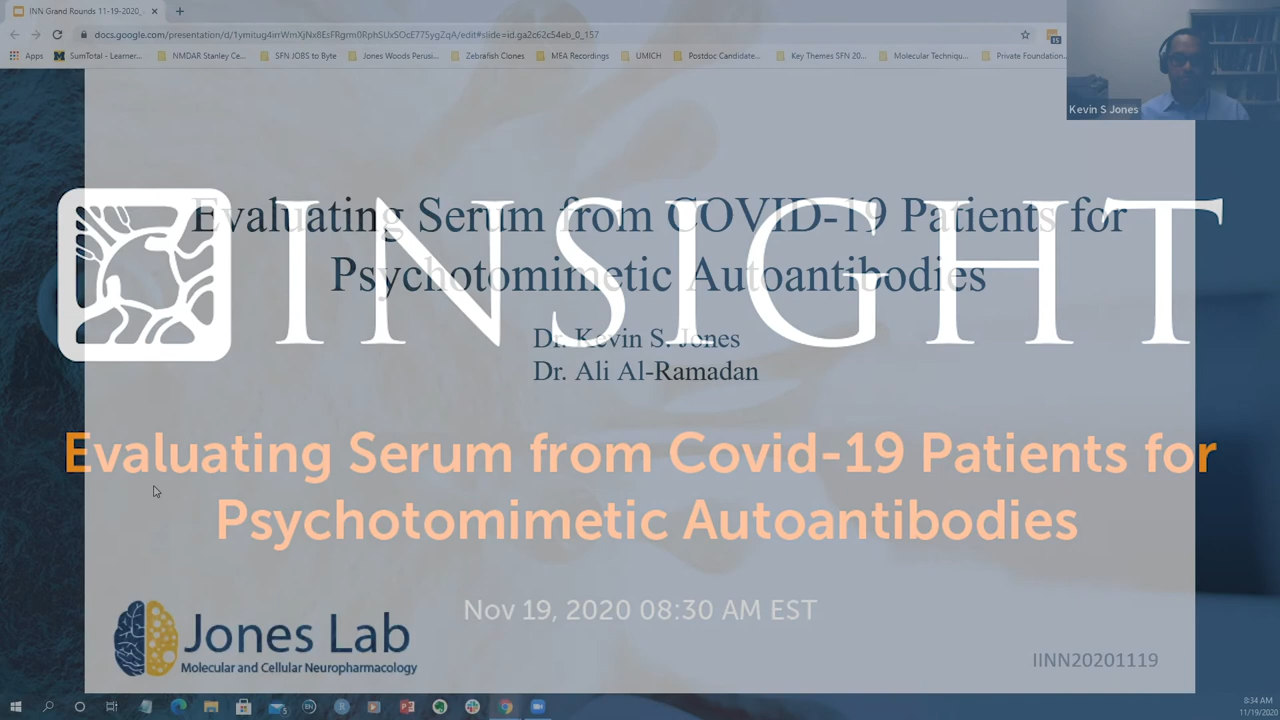 INN Grand Rounds 11-19-2020_
docs.google.com/presentation/d/1ymitug4irrWmXjNx8EsFRgrm0RphSUxSOcE775ygZqA/edit#slide=id.ga2c62c54eb_0_157
Apps SumTotal - Learner... NMDAR Stanley Ce... SFN JOBS to Byte Jones Woods Perusi... Zebrafish Clones MEA Recordings UMICH Postdoc Candidate... Key Themes SFN 20... Molecular Techniqu... Private Foundation...
Kevin S Jones
INSIGHT
Evaluating Serum from COVID-19 Patients for
Psychotomimetic Autoantibodies
Dr. Kevin S. Jones
Dr. Ali Al-Ramadan
Evaluating Serum from Covid-19 Patients for
Psychotomimetic Autoantibodies
Nov 19, 2020 08:30 AM EST
Jones Lab
Molecular and Cellular Neuropharmacology
IINN20201119
8:34 AM
11/19/2020